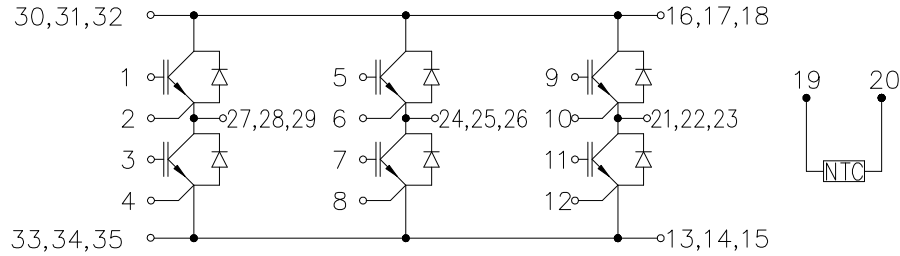 30,31,32 16,17,18
1 5 9 19 20
2 27,28,29 6 24,25,26 10 21,22,23
3 7 11
NTC
4 8 12
33,34,35 13,14,15